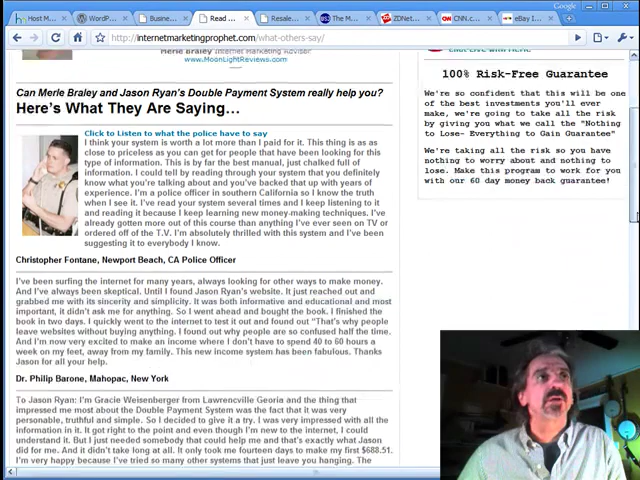 Google
Host M...
WordP...
Busine...
Read ...
Resale...
The M...
ZDNet...
CNN.c...
eBay I...
http://internetmarketingprophet.com/what-others-say/
Merle Braley Internet Marketing Advisor
www.MoonLightReviews.com
Can Merle Braley and Jason Ryan's Double Payment System really help you?
Here's What They Are Saying…
Click to Listen to what the police have to say
I think your system is worth a lot more than I paid for it. This thing is as
close to priceless as you can get for people that have been looking for this
type of information. This is by far the best manual, just chalked full of
information. I could tell by reading through your system that you definitely
know what you're talking about and you've backed that up with years of
experience. I'm a police officer in southern California so I know the truth
when I see it. I've read your system several times and I keep listening to it
and reading it because I keep learning new money-making techniques. I've
already gotten more out of this course than anything I've ever seen on TV or
ordered off of the T.V. I'm absolutely thrilled with this system and I've been
suggesting it to everybody I know.
Christopher Fontane, Newport Beach, CA Police Officer
I've been surfing the internet for many years, always looking for other ways to make money.
And I've always been skeptical. Until I found Jason Ryan's website. It just reached out and
grabbed me with its sincerity and simplicity. It was both informative and educational and most
important, it didn't ask me for anything. So I went ahead and bought the book. I finished the
book in two days. I quickly went to the internet to test it out and found out “That's why people
leave websites without buying anything. I found out why people are so confused half the time.
And I'm now very excited to make an income where I don't have to spend 40 to 60 hours a
week on my feet, away from my family. This new income system has been fabulous. Thanks
Jason for all your help.
Dr. Philip Barone, Mahopac, New York
To Jason Ryan: I'm Gracie Weisenberger from Lawrencville Georia and the thing that
impressed me most about the Double Payment System was the fact that it was very
personable, truthful and simple. So I decided to give it a try. I was very impressed with all the
information in it. It got right to the point and even though I'm new to the internet, I could
understand it. But I just needed somebody that could help me and that's exactly what Jason
did for me. And it didn't take long at all. It only took me fourteen days to make my first $688.51.
I'm very happy because I've tried so many other systems that just leave you hanging. The
100% Risk-Free Guarantee
We're so confident that this will be one
of the best investments you'll ever
make, we're going to take all the risk
by giving you what we call the "Nothing
to Lose- Everything to Gain Guarantee"
We're taking all the risk so you have
nothing to worry about and nothing to
lose. Make this program to work for you
with our 60 day money back guarantee!